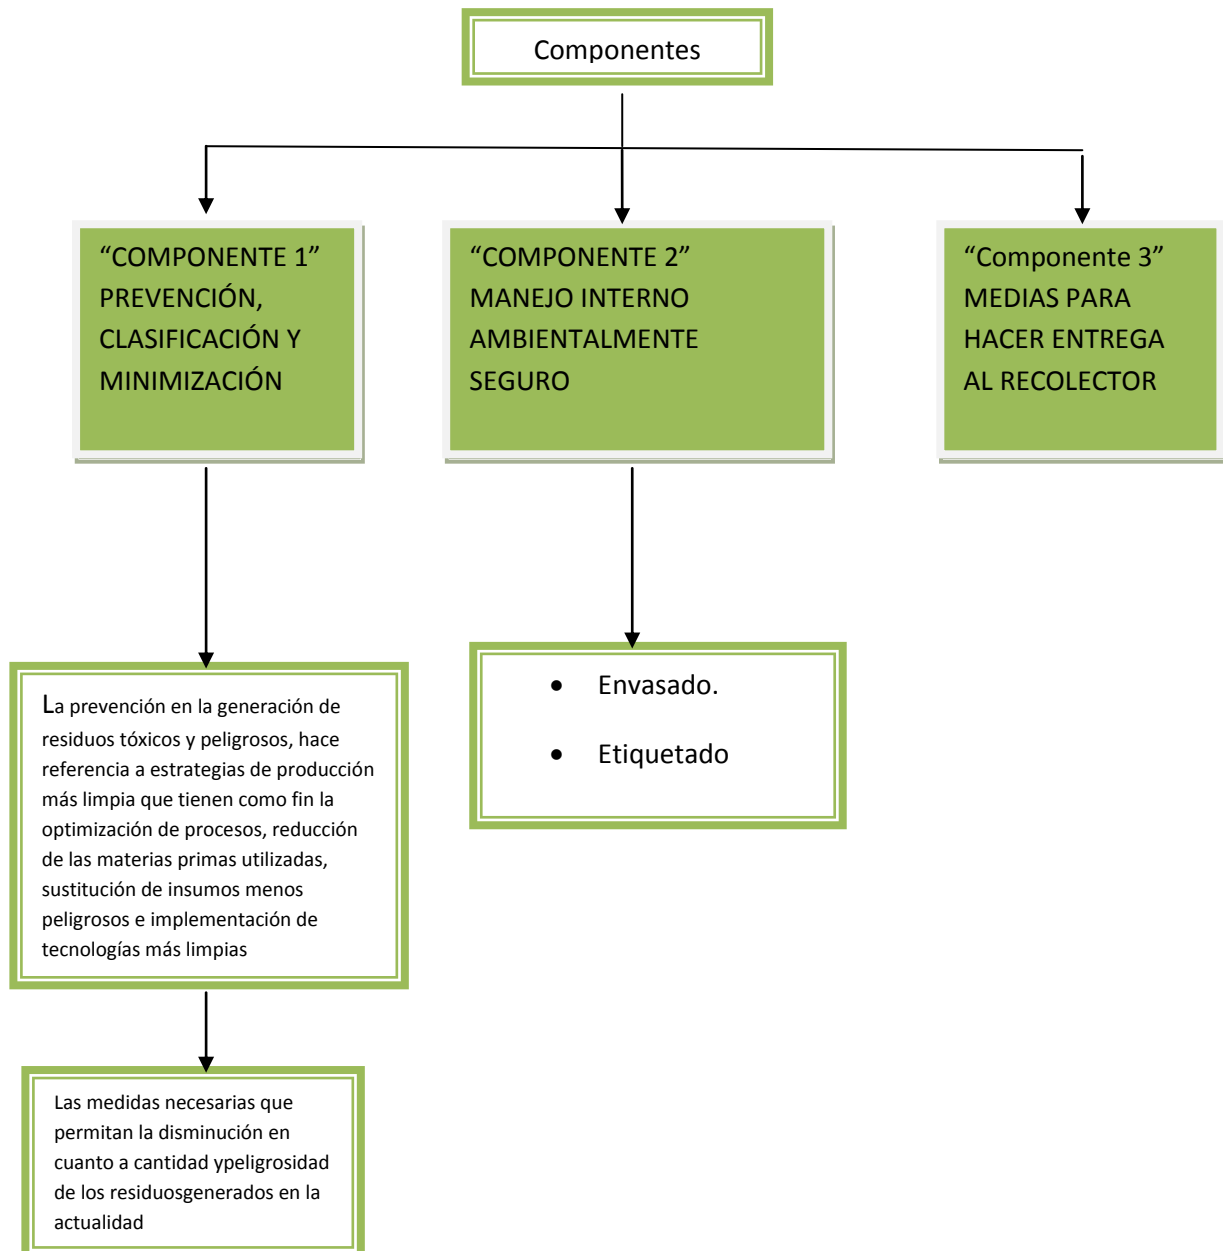 Componentes
“COMPONENTE 1”
PREVENCIÓN,
CLASIFICACIÓN Y
MINIMIZACIÓN
“COMPONENTE 2”
MANEJO INTERNO
AMBIENTALMENTE
SEGURO
“Componente 3”
MEDIAS PARA
HACER ENTREGA
AL RECOLECTOR
La prevención en la generación de
residuos tóxicos y peligrosos, hace
referencia a estrategias de producción
más limpia que tienen como fin la
optimización de procesos, reducción
de las materias primas utilizadas,
sustitución de insumos menos
peligrosos e implementación de
tecnologías más limpias
• Envasado.
• Etiquetado
Las medidas necesarias que
permitan la disminución en
cuanto a cantidad ypeligrosidad
de los residuosgenerados en la
actualidad